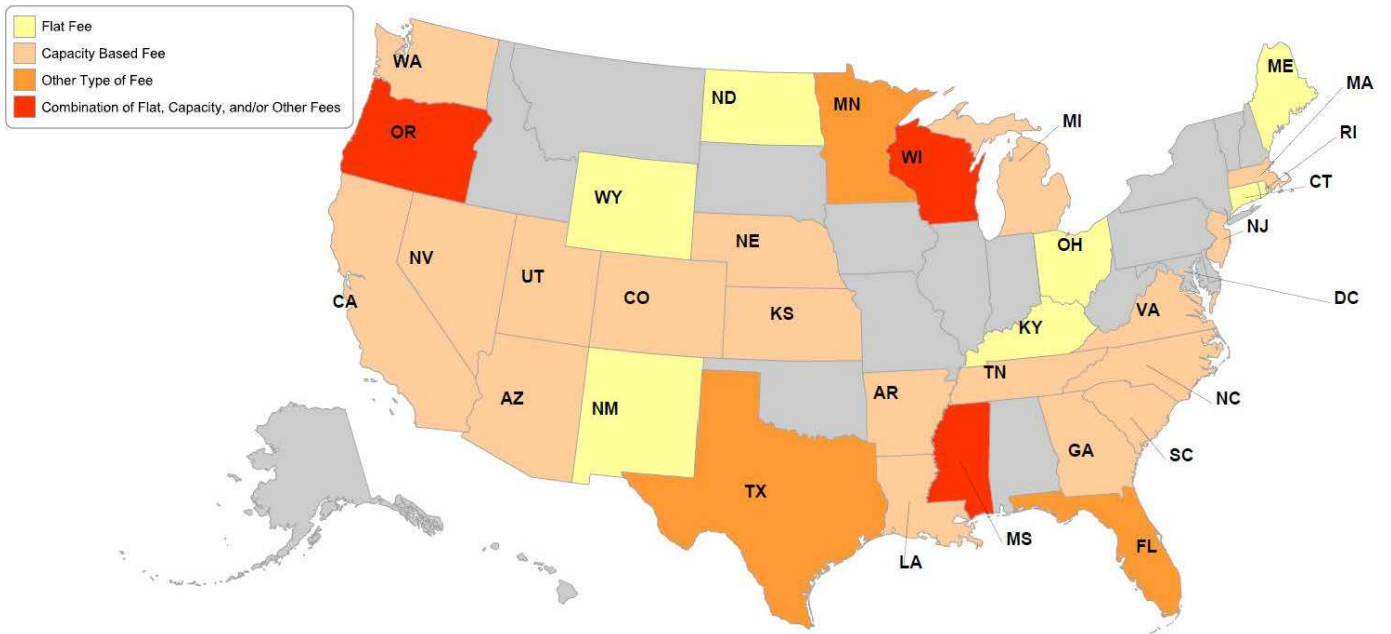 Flat Fee
Capacity Based Fee
Other Type of Fee
Combination of Flat, Capacity, and/or Other Fees
WA
ND
MN
ME
MA
OR
WI
MI
RI
WY
CT
NE
OH
NJ
NV
UT
CO
CA
KS
KY
VA
DC
AZ
NM
AR
TN
NC
GA
SC
TX
LA
MS
FL